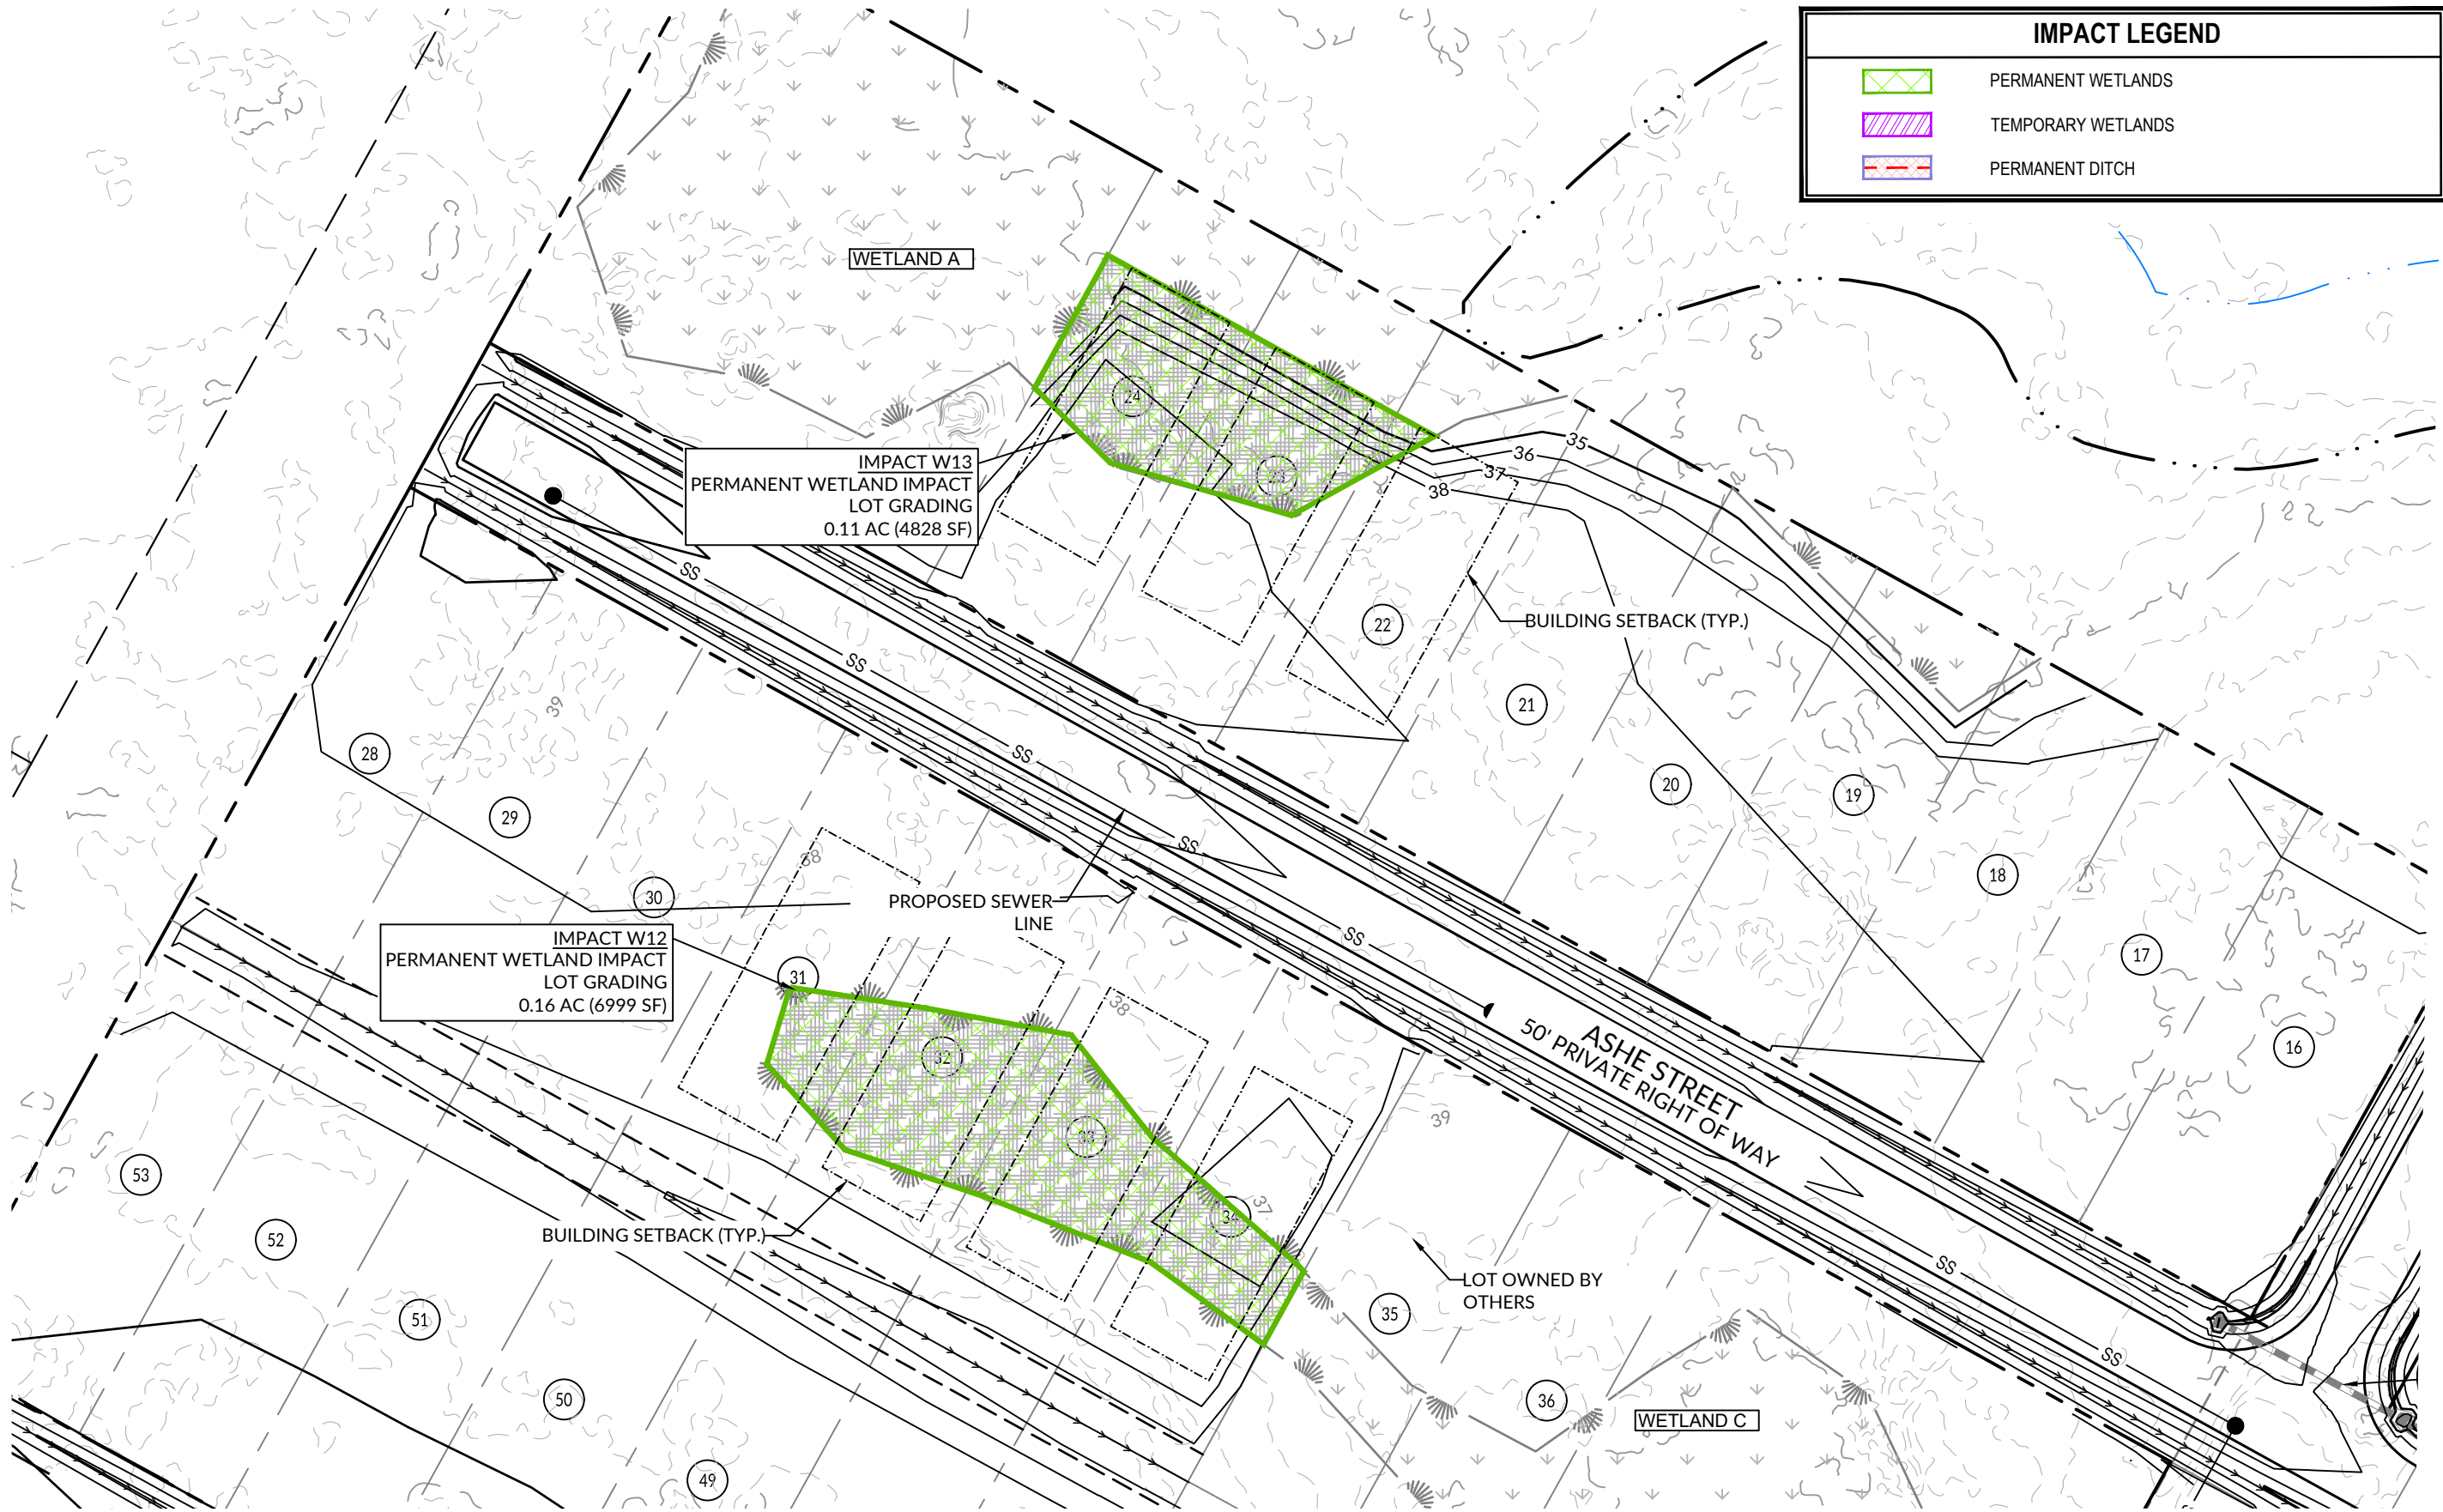 IMPACT LEGEND
PERMANENT WETLANDS
TEMPORARY WETLANDS
PERMANENT DITCH
WETLAND A
24
23
IMPACT W13
PERMANENT WETLAND IMPACT
LOT GRADING
0.11 AC (4828 SF)
35
36
37
38
SS
22
BUILDING SETBACK (TYP.)
SS
39
21
28
SS
20
19
29
SS
38
18
30
PROPOSED SEWER
LINE
SS
17
IMPACT W12
PERMANENT WETLAND IMPACT
LOT GRADING
0.16 AC (6999 SF)
31
38
ASHE STREET
50' PRIVATE RIGHT OF WAY
16
32
33
39
53
34
37
52
BUILDING SETBACK (TYP.)
SS
LOT OWNED BY
OTHERS
51
35
SS
50
36
WETLAND C
49